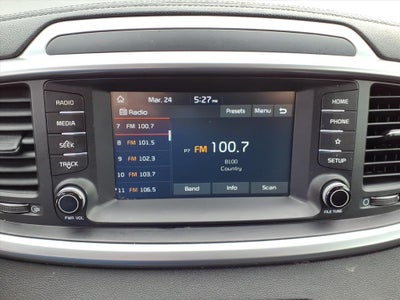 Mar. 24 5:27 PM
Radio Presets Menu
7 FM 100.7
8 FM 101.5
9 FM 102.3
10 FM 103.7
11 FM 106.5
P7 FM 100.7
B100
Country
Band Info Scan
RADIO
MEDIA
SEEK
TRACK
PWR VOL
HOME
PHONE
SETUP
FILE TUNE